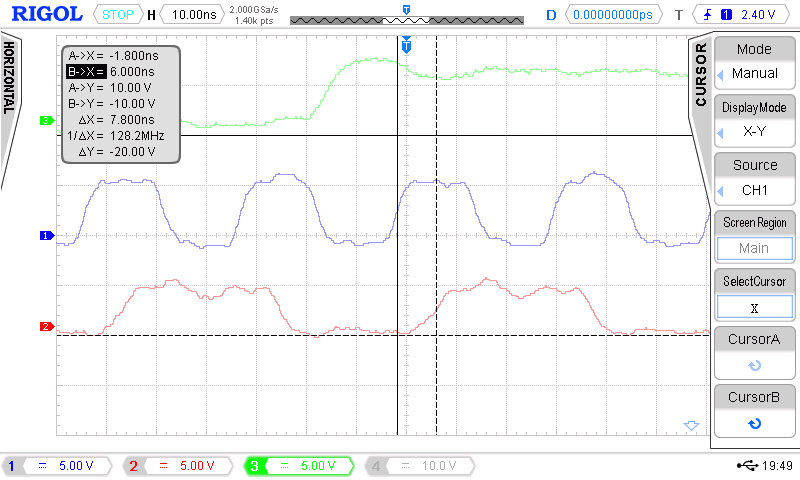 RIGOL STOP H 10.00ns 2.000GSa/s 1.40k pts T D 0.00000000ps T 1 2.40 V
HORIZONTAL
CURSOR
A->X = -1.800ns
B->X = 6.000ns
A->Y = 10.00 V
B->Y = -10.00 V
ΔX = 7.800ns
1/ΔX = 128.2MHz
ΔY = -20.00 V
T
3
1
2
Mode
Manual
DisplayMode
X-Y
Source
CH1
Screen Region
Main
SelectCursor
X
CursorA
CursorB
1 5.00 V 2 5.00 V 3 5.00 V 4 10.0 V 19:49